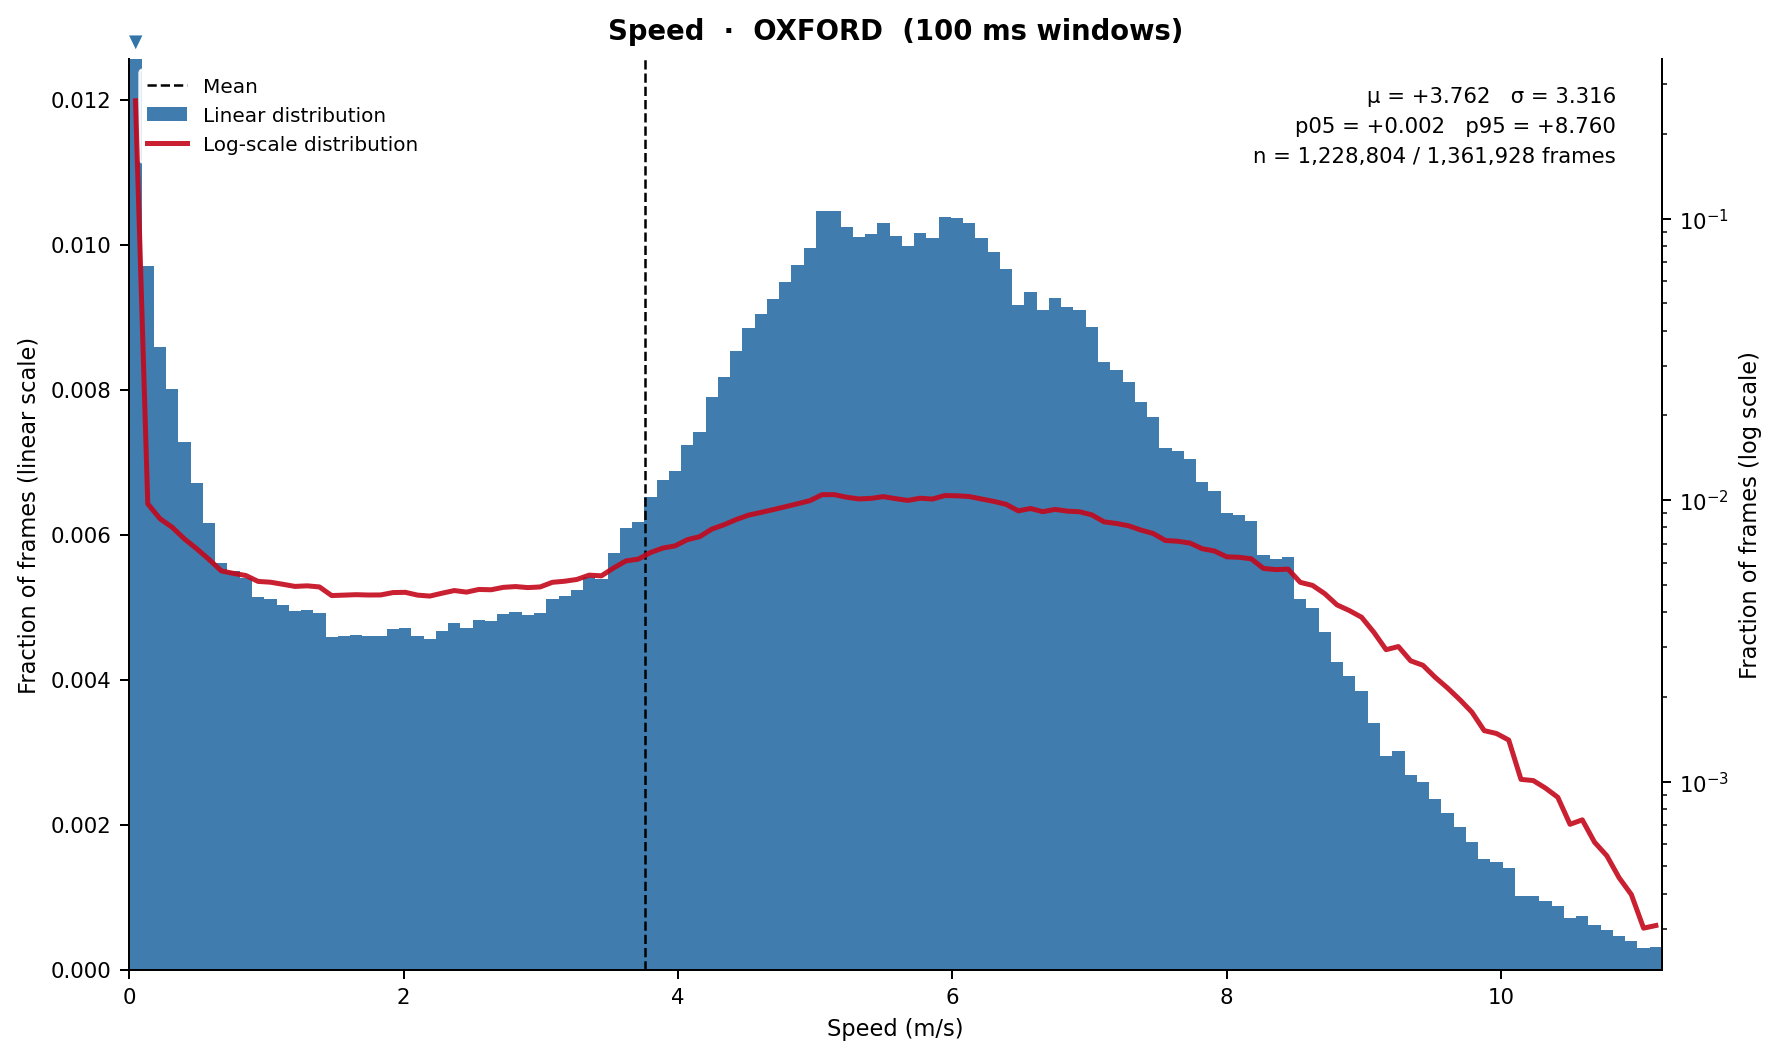 Speed · OXFORD (100 ms windows)
Mean
Linear distribution
Log-scale distribution
μ = +3.762 σ = 3.316
p05 = +0.002 p95 = +8.760
n = 1,228,804 / 1,361,928 frames
Fraction of frames (linear scale)
0.012
0.010
0.008
0.006
0.004
0.002
0.000
0
2
4
6
8
10
Speed (m/s)
10⁻¹
10⁻²
10⁻³
Fraction of frames (log scale)